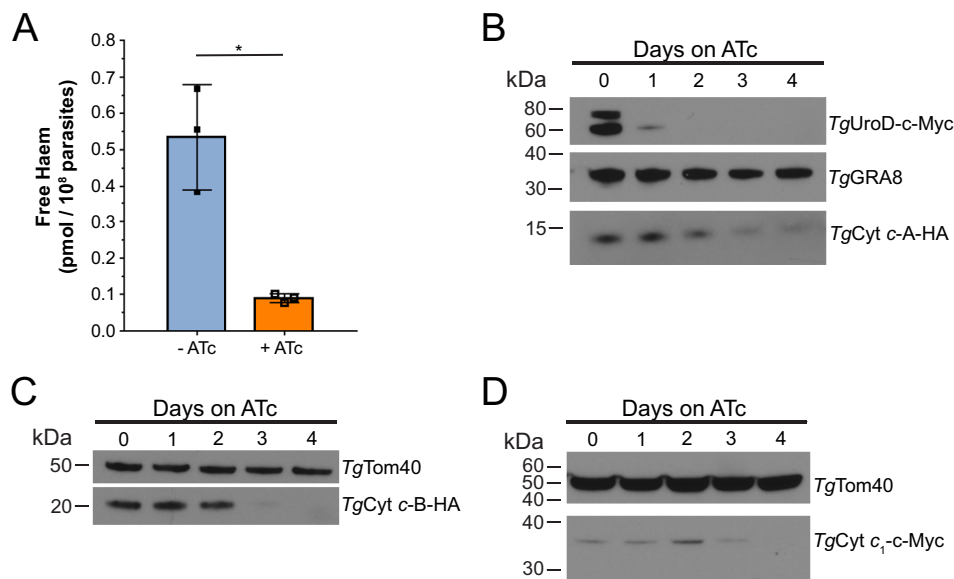 A
Free Haem
(pmol / 10⁸ parasites)
0.8
0.7
0.6
0.5
0.4
0.3
0.2
0.1
0.0
*
- ATc
+ ATc
B
Days on ATc
kDa
0 1 2 3 4
80
60
TgUroD-c-Myc
40
30
TgGRA8
15
TgCyt c-A-HA
C
Days on ATc
kDa
0 1 2 3 4
50
TgTom40
20
TgCyt c-B-HA
D
Days on ATc
kDa
0 1 2 3 4
60
50
40
TgTom40
40
30
TgCyt c₁-c-Myc